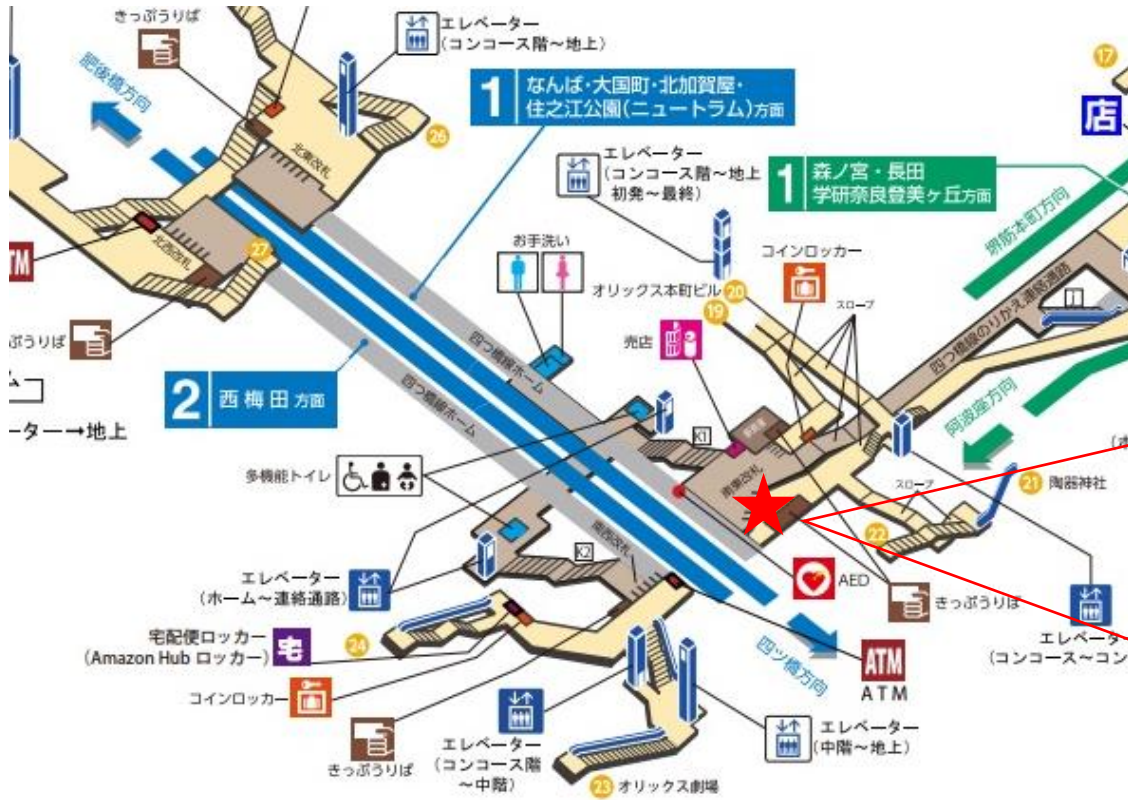 きっぷうりば
エレベーター
(コンコース階～地上)
肥後橋方向
1
なんば・大国町・北加賀屋・
住之江公園(ニュートラム)方面
26
北東改札
17
店
エレベーター
(コンコース階～地上
初発～最終)
1
森ノ宮・長田
学研奈良登美ヶ丘方面
堺筋本町方向
北西改札
27
TM
お手洗い
コインロッカー
オリックス本町ビル
20
19
スロープ
四つ橋線のりかえ連絡通路
ぷうりば
売店
四つ橋線ホーム
四つ橋線ホーム
2
西梅田方面
ーター→地上
K1
阿波座方向
多機能トイレ
南東改札
スロープ
21
陶器神社
22
K2
南西改札
AED
きっぷうりば
エレベーター
(ホーム～連絡通路)
宅配便ロッカー
(Amazon Hub ロッカー)
宅
24
四ツ橋方向
ATM
ATM
エレベータ
(コンコース～コン
コインロッカー
きっぷうりば
エレベーター
(コンコース階
～中階)
エレベーター
(中階～地上)
23
オリックス劇場